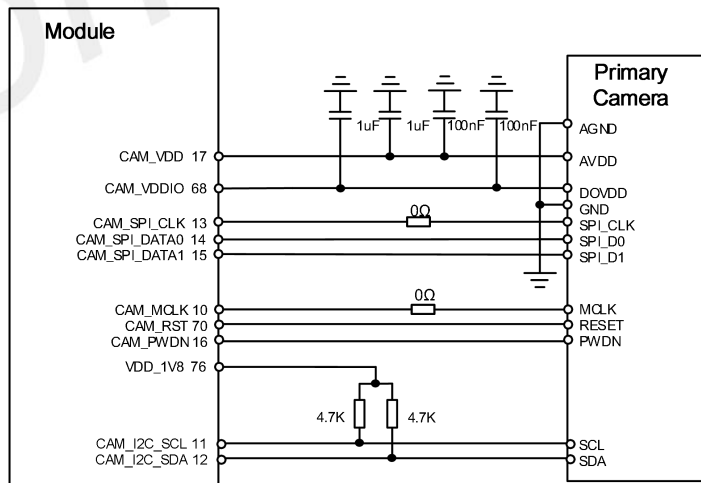 Module
Primary
Camera
1uF 1uF 100nF 100nF
AGND
CAM_VDD 17
AVDD
CAM_VDDIO 68
DOVDD
GND
CAM_SPI_CLK 13
0Ω
SPI_CLK
CAM_SPI_DATA0 14
SPI_D0
CAM_SPI_DATA1 15
SPI_D1
CAM_MCLK 10
0Ω
MCLK
CAM_RST 70
RESET
CAM_PWDN 16
PWDN
VDD_1V8 76
4.7K 4.7K
CAM_I2C_SCL 11
SCL
CAM_I2C_SDA 12
SDA